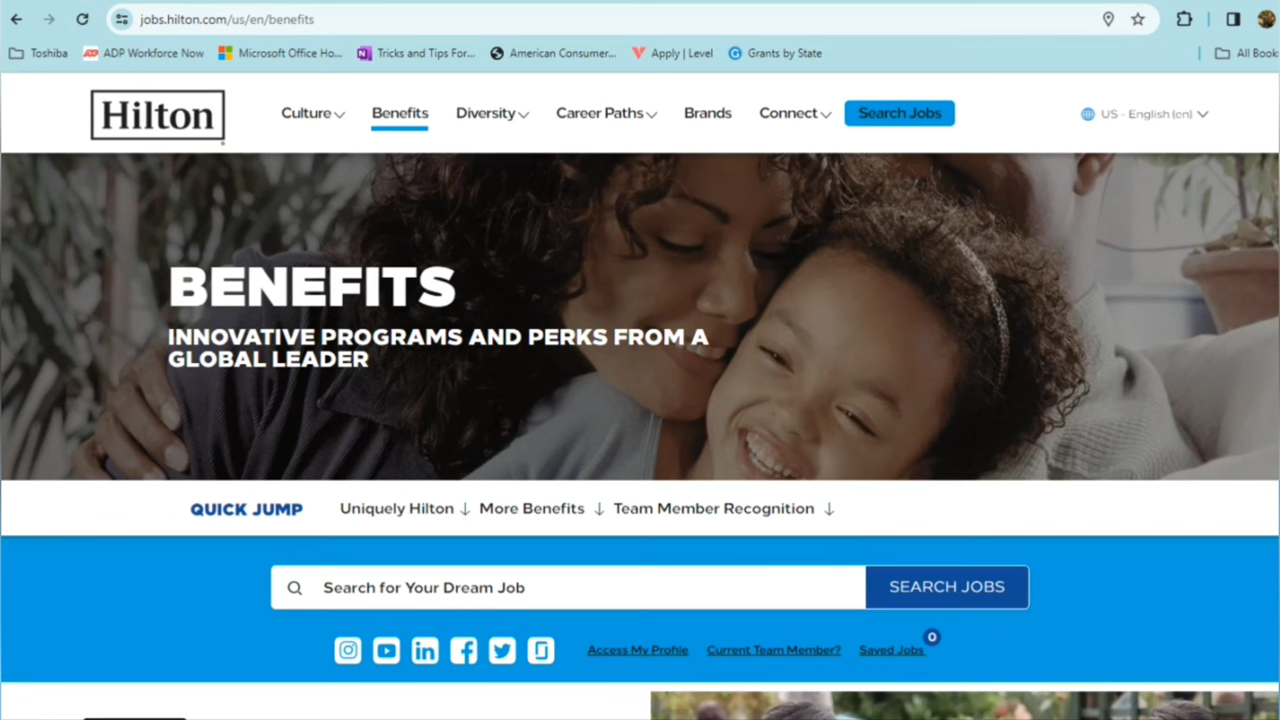 jobs.hilton.com/us/en/benefits
Toshiba ADP Workforce Now Microsoft Office Ho... Tricks and Tips For... American Consumer... Apply | Level Grants by State All Book
Hilton Culture Benefits Diversity Career Paths Brands Connect Search Jobs US - English (en)
BENEFITS
INNOVATIVE PROGRAMS AND PERKS FROM A
GLOBAL LEADER
QUICK JUMP Uniquely Hilton ↓ More Benefits ↓ Team Member Recognition ↓
Search for Your Dream Job SEARCH JOBS
Access My Profile Current Team Member? Saved Jobs 0